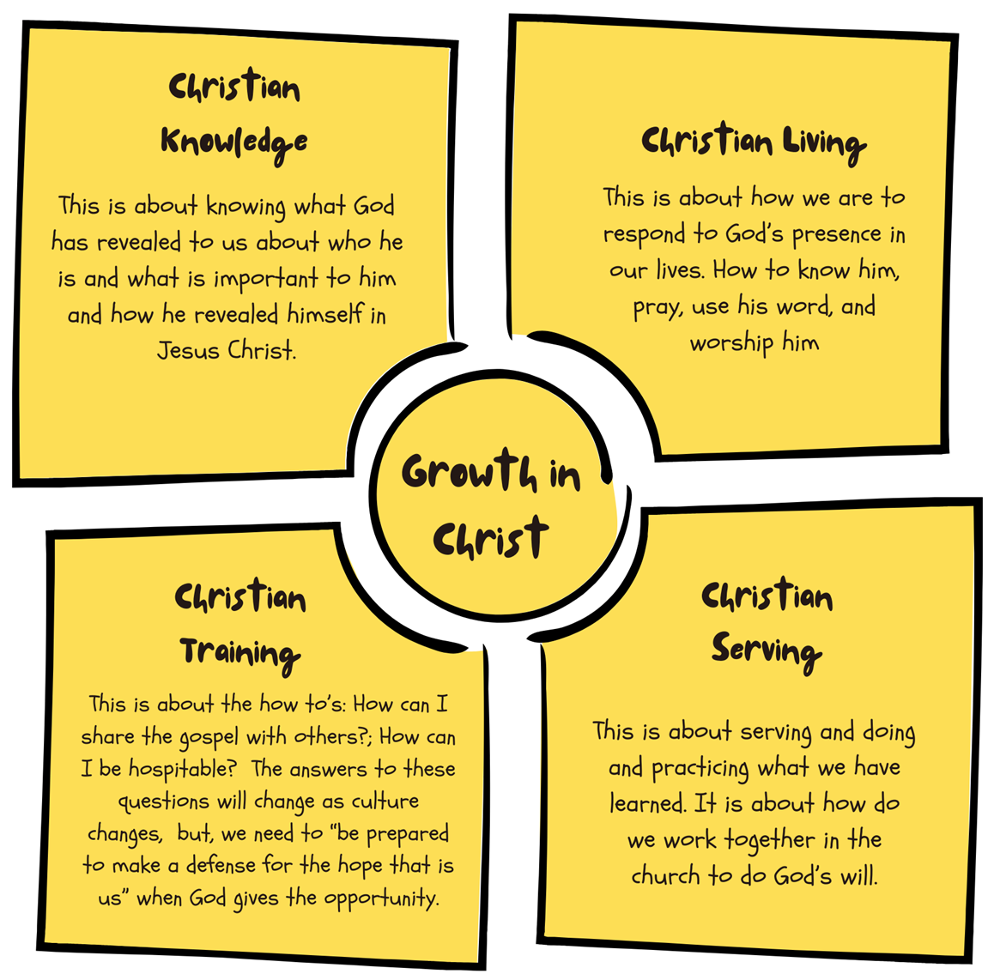 Christian
Knowledge
This is about knowing what God
has revealed to us about who he
is and what is important to him
and how he revealed himself in
Jesus Christ.
Christian Living
This is about how we are to
respond to God's presence in
our lives. How to know him,
pray, use his word, and
worship him
Growth in
Christ
Christian
Training
This is about the how to's: How can I
share the gospel with others?; How can
I be hospitable?  The answers to these
questions will change as culture
changes,  but, we need to "be prepared
to make a defense for the hope that is
us" when God gives the opportunity.
Christian
Serving
This is about serving and doing
and practicing what we have
learned. It is about how do
we work together in the
church to do God's will.